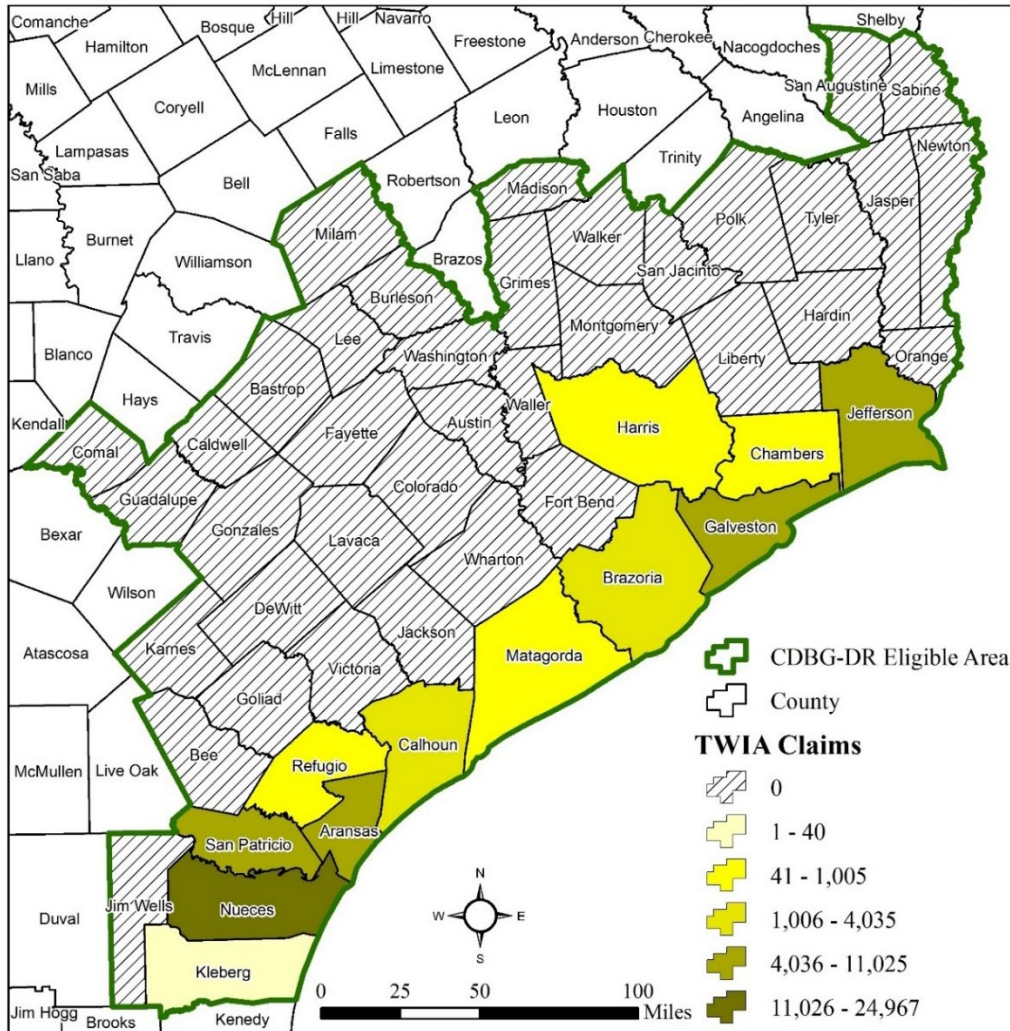 Comanche
Hamilton
Bosque
Hill
Hill
Navarro
Freestone
Anderson
Cherokee
Nacogdoches
Shelby
Mills
Coryell
McLennan
Limestone
Leon
Houston
Angelina
San Augustine
Sabine
San Saba
Lampasas
Bell
Falls
Robertson
Madison
Trinity
Polk
Tyler
Jasper
Newton
Llano
Burnet
Williamson
Milam
Brazos
Grimes
Walker
San Jacinto
Hardin
Blanco
Travis
Lee
Burleson
Washington
Montgomery
Liberty
Orange
Kendall
Hays
Bastrop
Waller
Harris
Chambers
Jefferson
Comal
Caldwell
Fayette
Austin
Bexar
Guadalupe
Gonzales
Lavaca
Colorado
Fort Bend
Galveston
Wilson
DeWitt
Wharton
Brazoria
Atascosa
Karnes
Victoria
Jackson
Matagorda
Goliad
McMullen
Live Oak
Bee
Refugio
Calhoun
San Patricio
Aransas
Duval
Jim Wells
Nueces
Kleberg
Jim Hogg
Brooks
Kenedy
N
W E
S
0 25 50 100
Miles
CDBG-DR Eligible Area
County
TWIA Claims
0
1 - 40
41 - 1,005
1,006 - 4,035
4,036 - 11,025
11,026 - 24,967